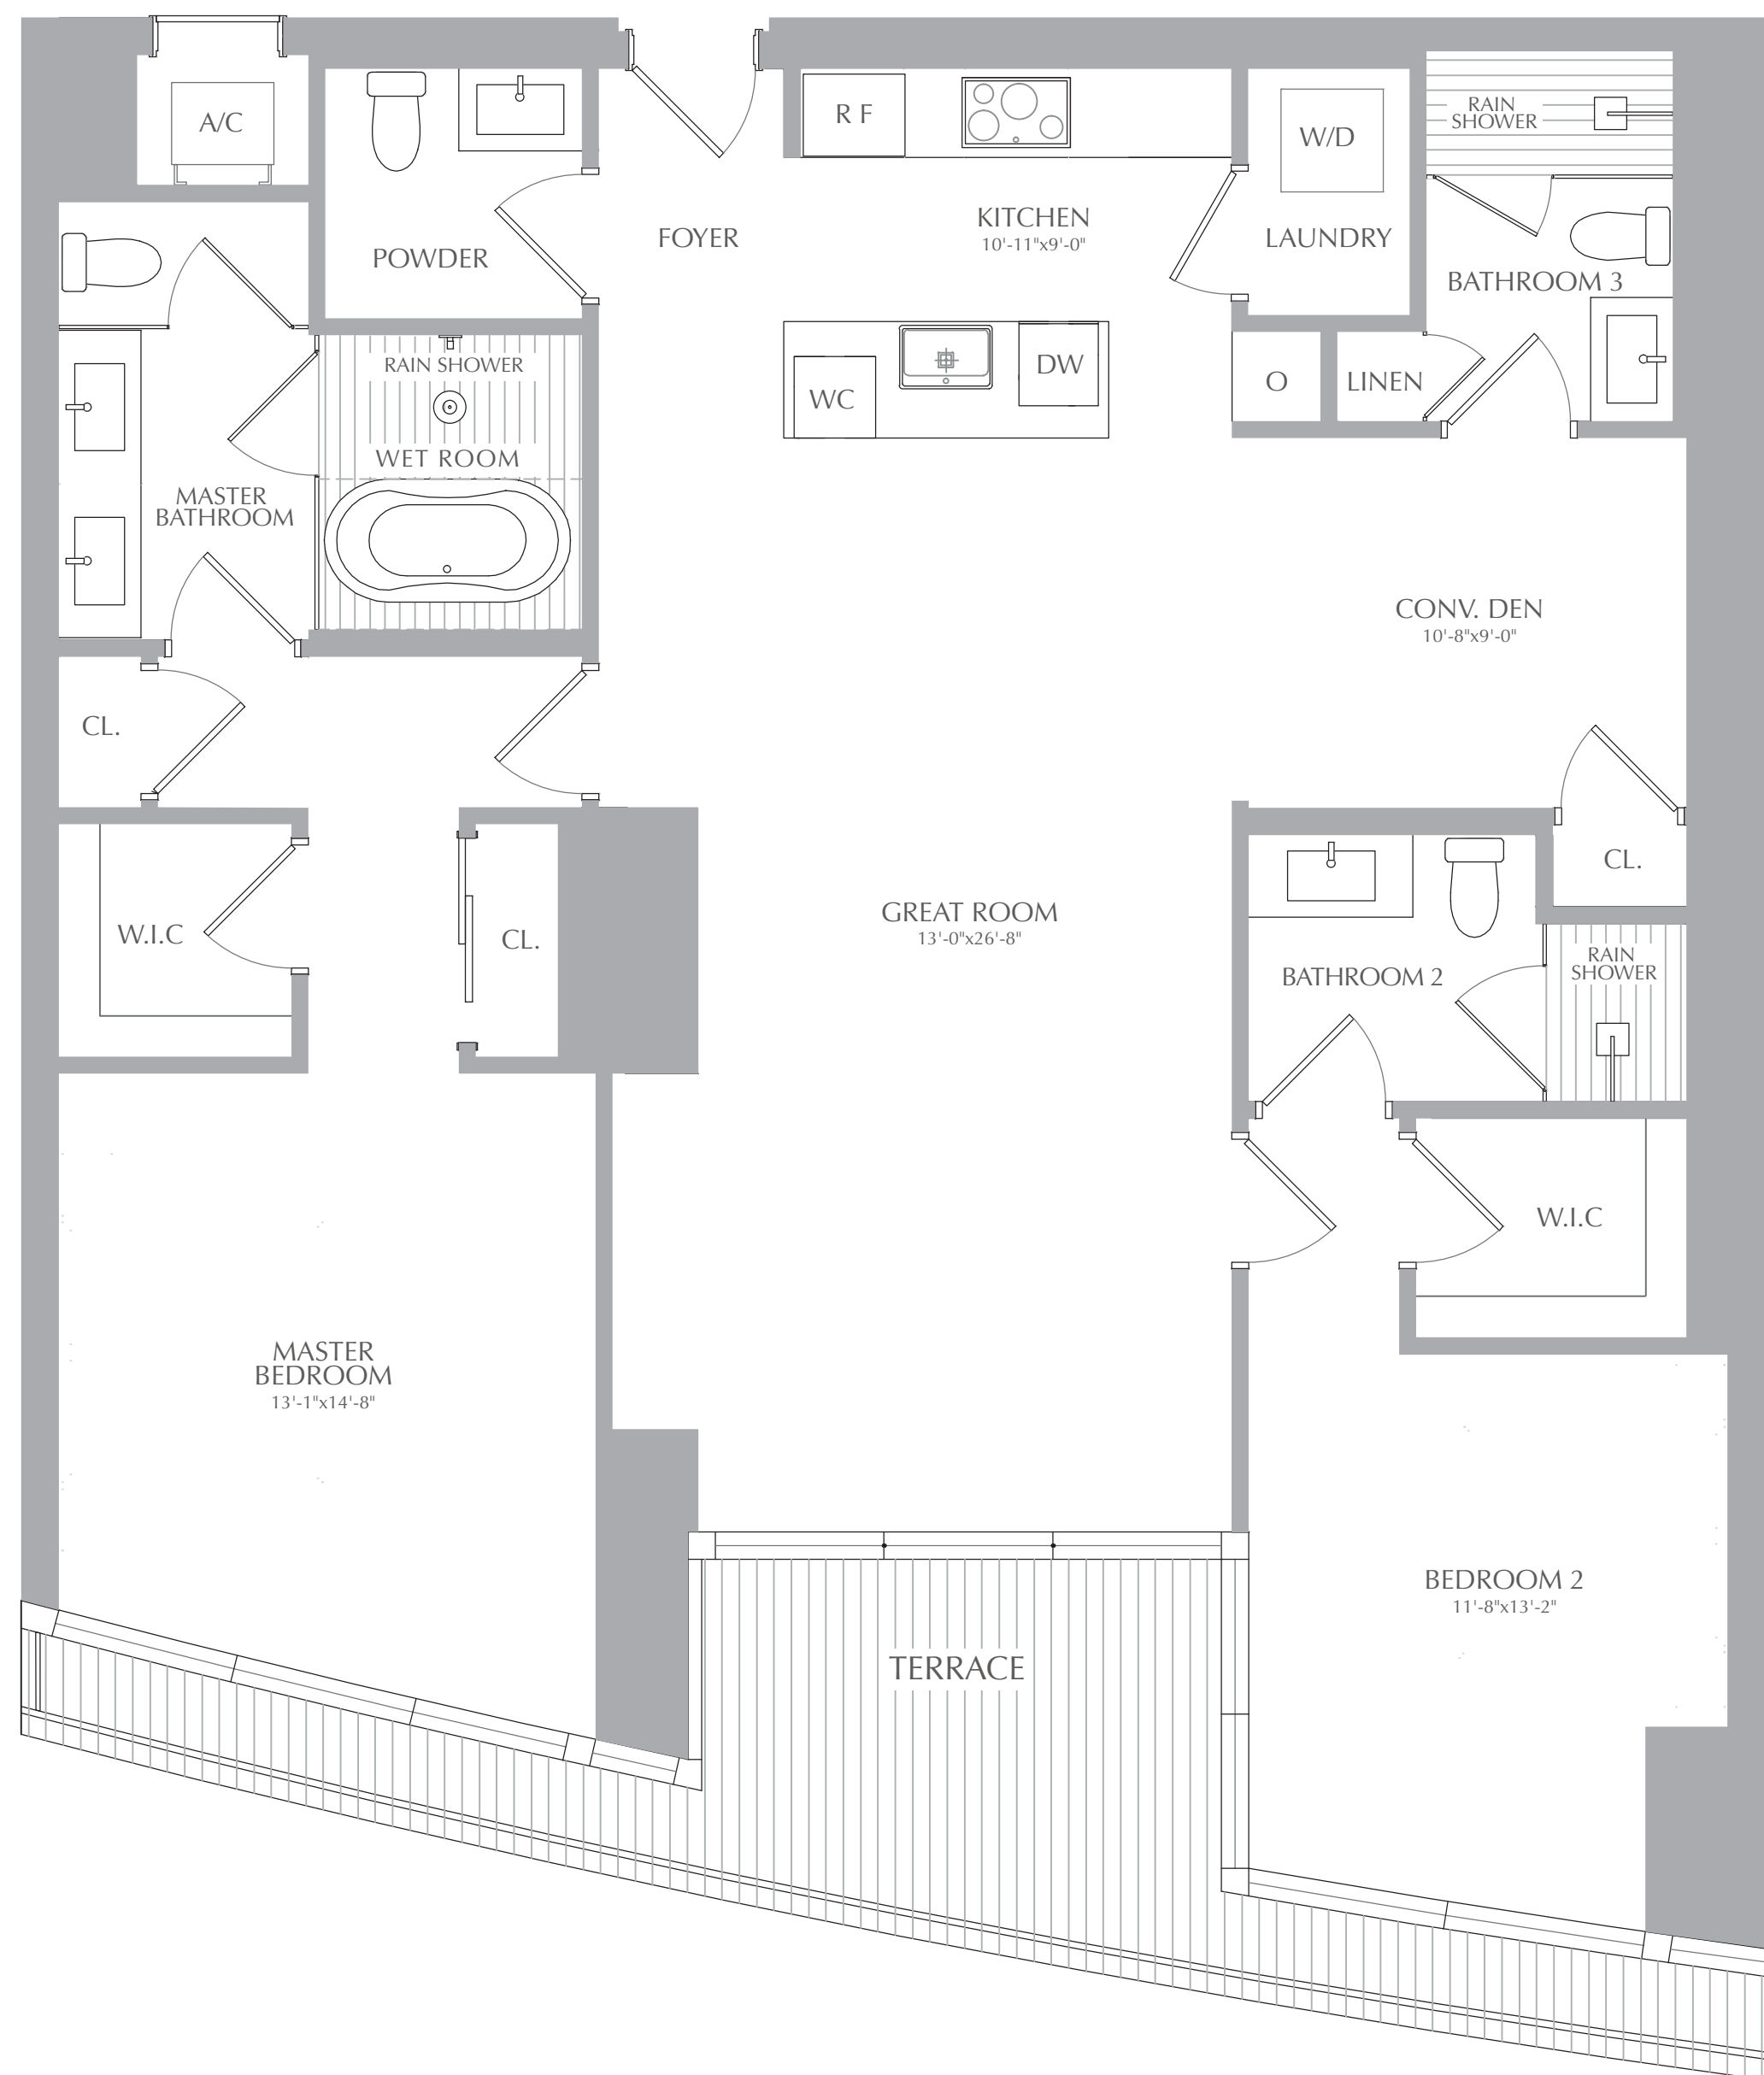 A/C
R F
RAIN
SHOWER
W/D
KITCHEN
10'-11"x9'-0"
FOYER
LAUNDRY
POWDER
BATHROOM 3
RAIN SHOWER
DW
WC
O
LINEN
WET ROOM
MASTER
BATHROOM
CONV. DEN
10'-8"x9'-0"
CL.
CL.
GREAT ROOM
13'-0"x26'-8"
W.I.C
CL.
RAIN
SHOWER
BATHROOM 2
W.I.C
MASTER
BEDROOM
13'-1"x14'-8"
BEDROOM 2
11'-8"x13'-2"
TERRACE